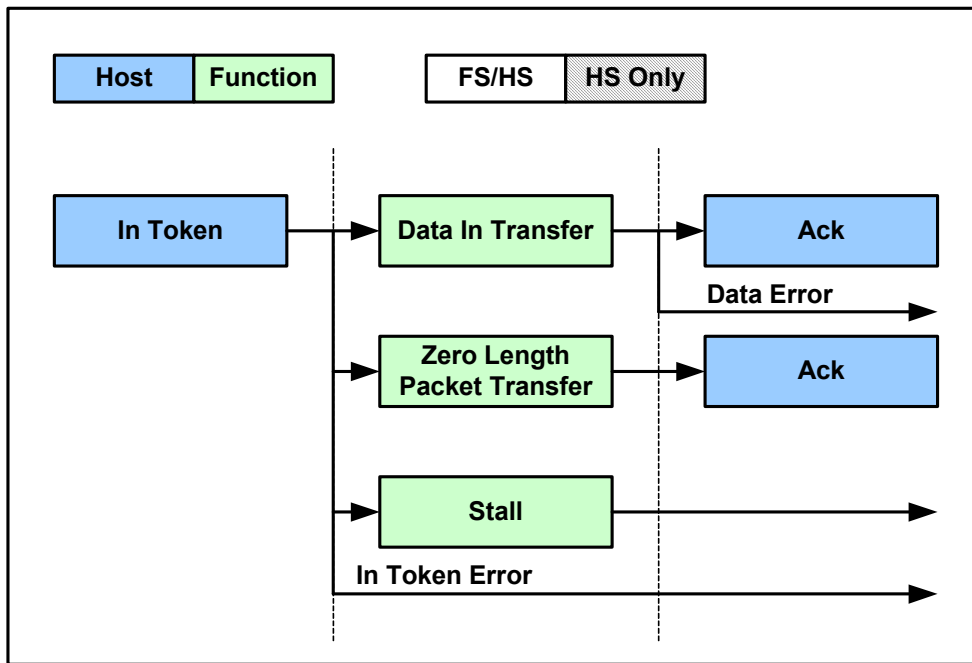 Host
Function
FS/HS
HS Only
In Token
Data In Transfer
Ack
Data Error
Zero Length
Packet Transfer
Ack
Stall
In Token Error